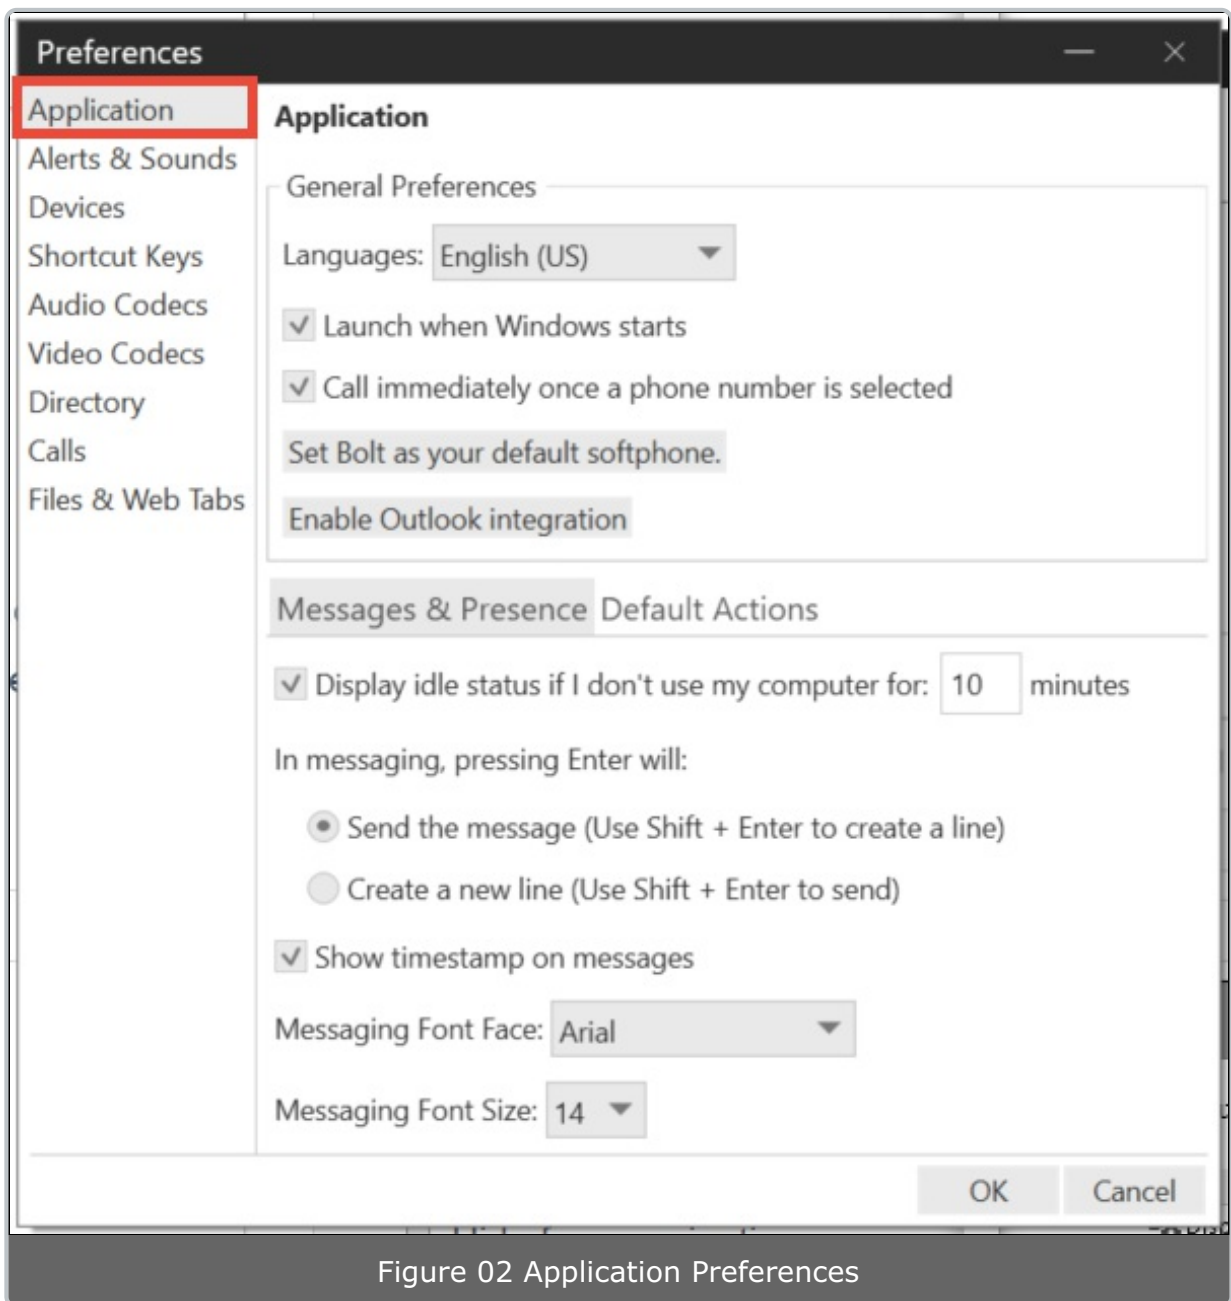 Preferences
Application
Alerts & Sounds
Devices
Shortcut Keys
Audio Codecs
Video Codecs
Directory
Calls
Files & Web Tabs
Application
General Preferences
Languages: English (US)
Launch when Windows starts
Call immediately once a phone number is selected
Set Bolt as your default softphone.
Enable Outlook integration
Messages & Presence Default Actions
Display idle status if I don't use my computer for: 10 minutes
In messaging, pressing Enter will:
Send the message (Use Shift + Enter to create a line)
Create a new line (Use Shift + Enter to send)
Show timestamp on messages
Messaging Font Face: Arial
Messaging Font Size: 14
OK Cancel
Figure 02 Application Preferences